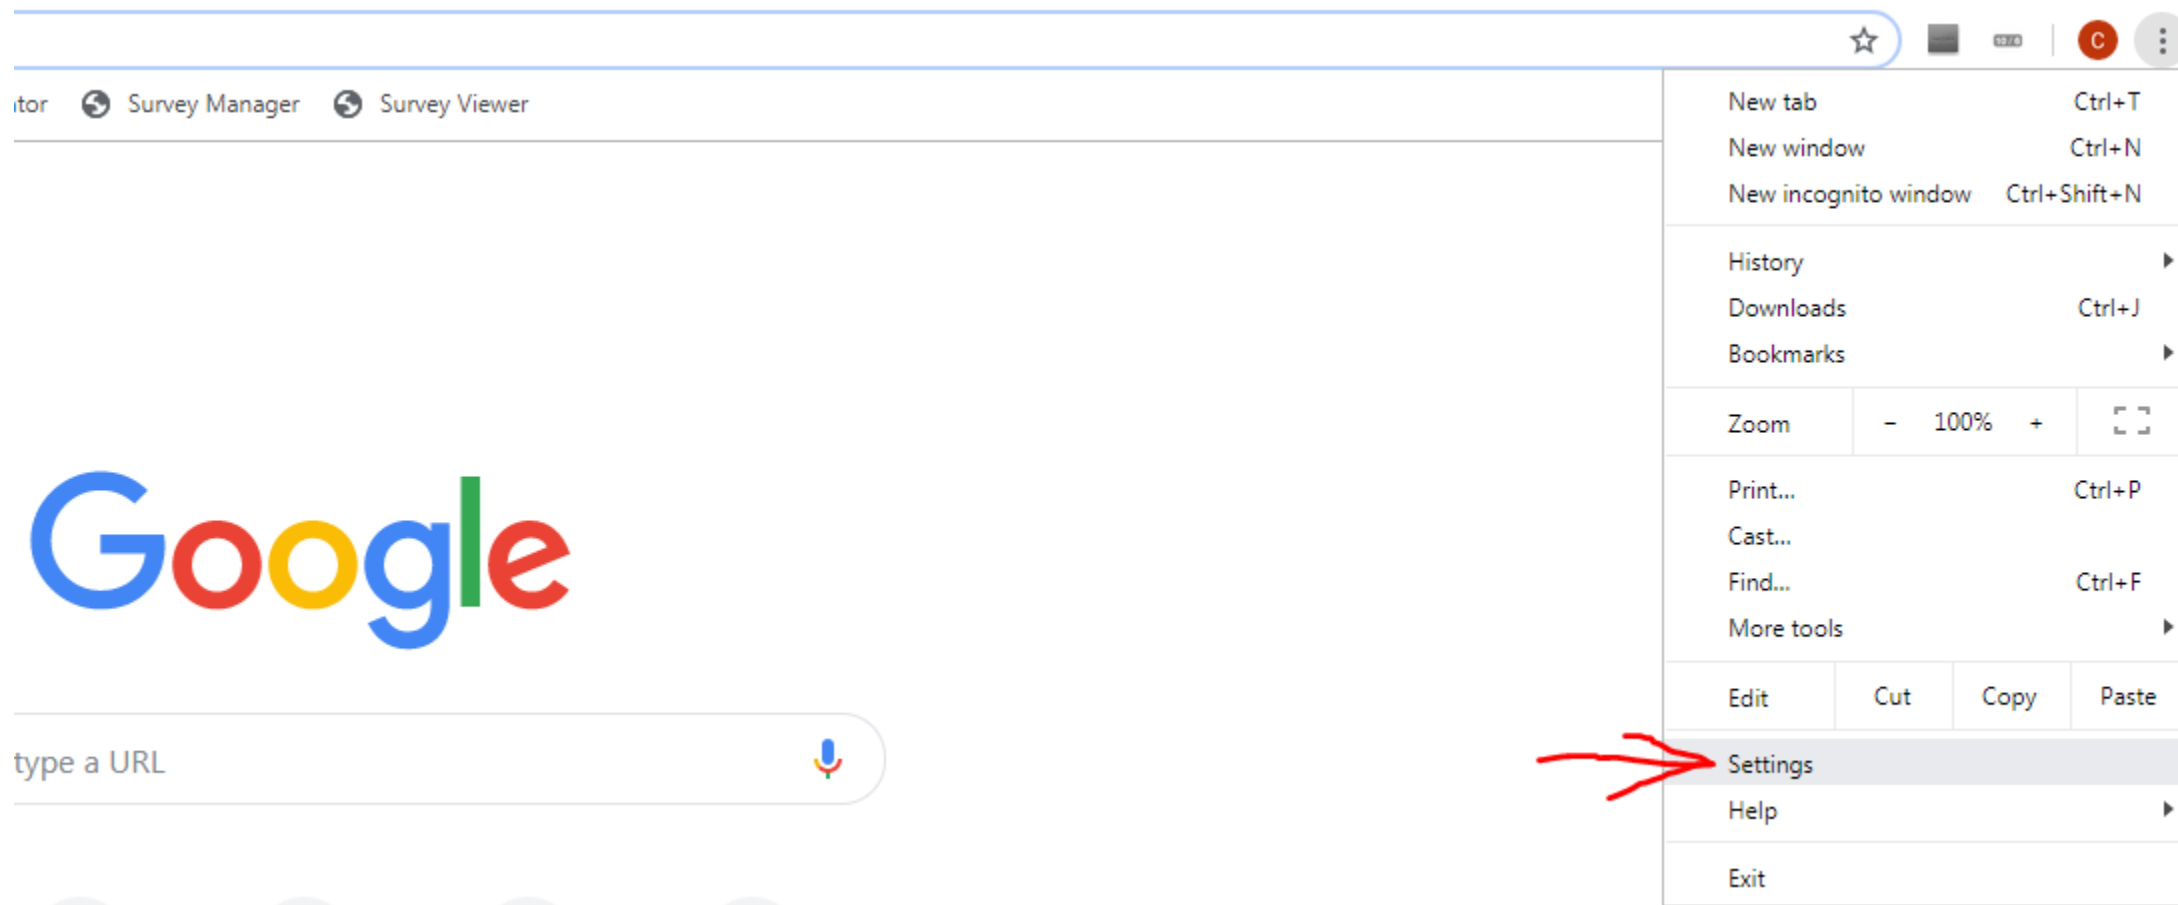 C
tor Survey Manager Survey Viewer
New tab Ctrl+T
New window Ctrl+N
New incognito window Ctrl+Shift+N
History
Downloads Ctrl+J
Bookmarks
Zoom - 100% +
Print... Ctrl+P
Cast...
Find... Ctrl+F
More tools
Edit Cut Copy Paste
Settings
Help
Exit
Google
type a URL